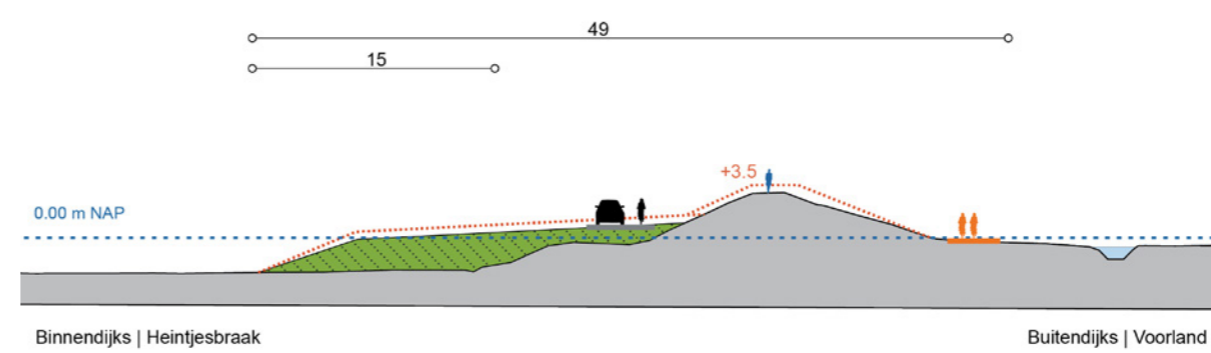 49
15
+3.5
0.00 m NAP
Binnendijks | Heintjesbraak
Buitendijks | Voorland